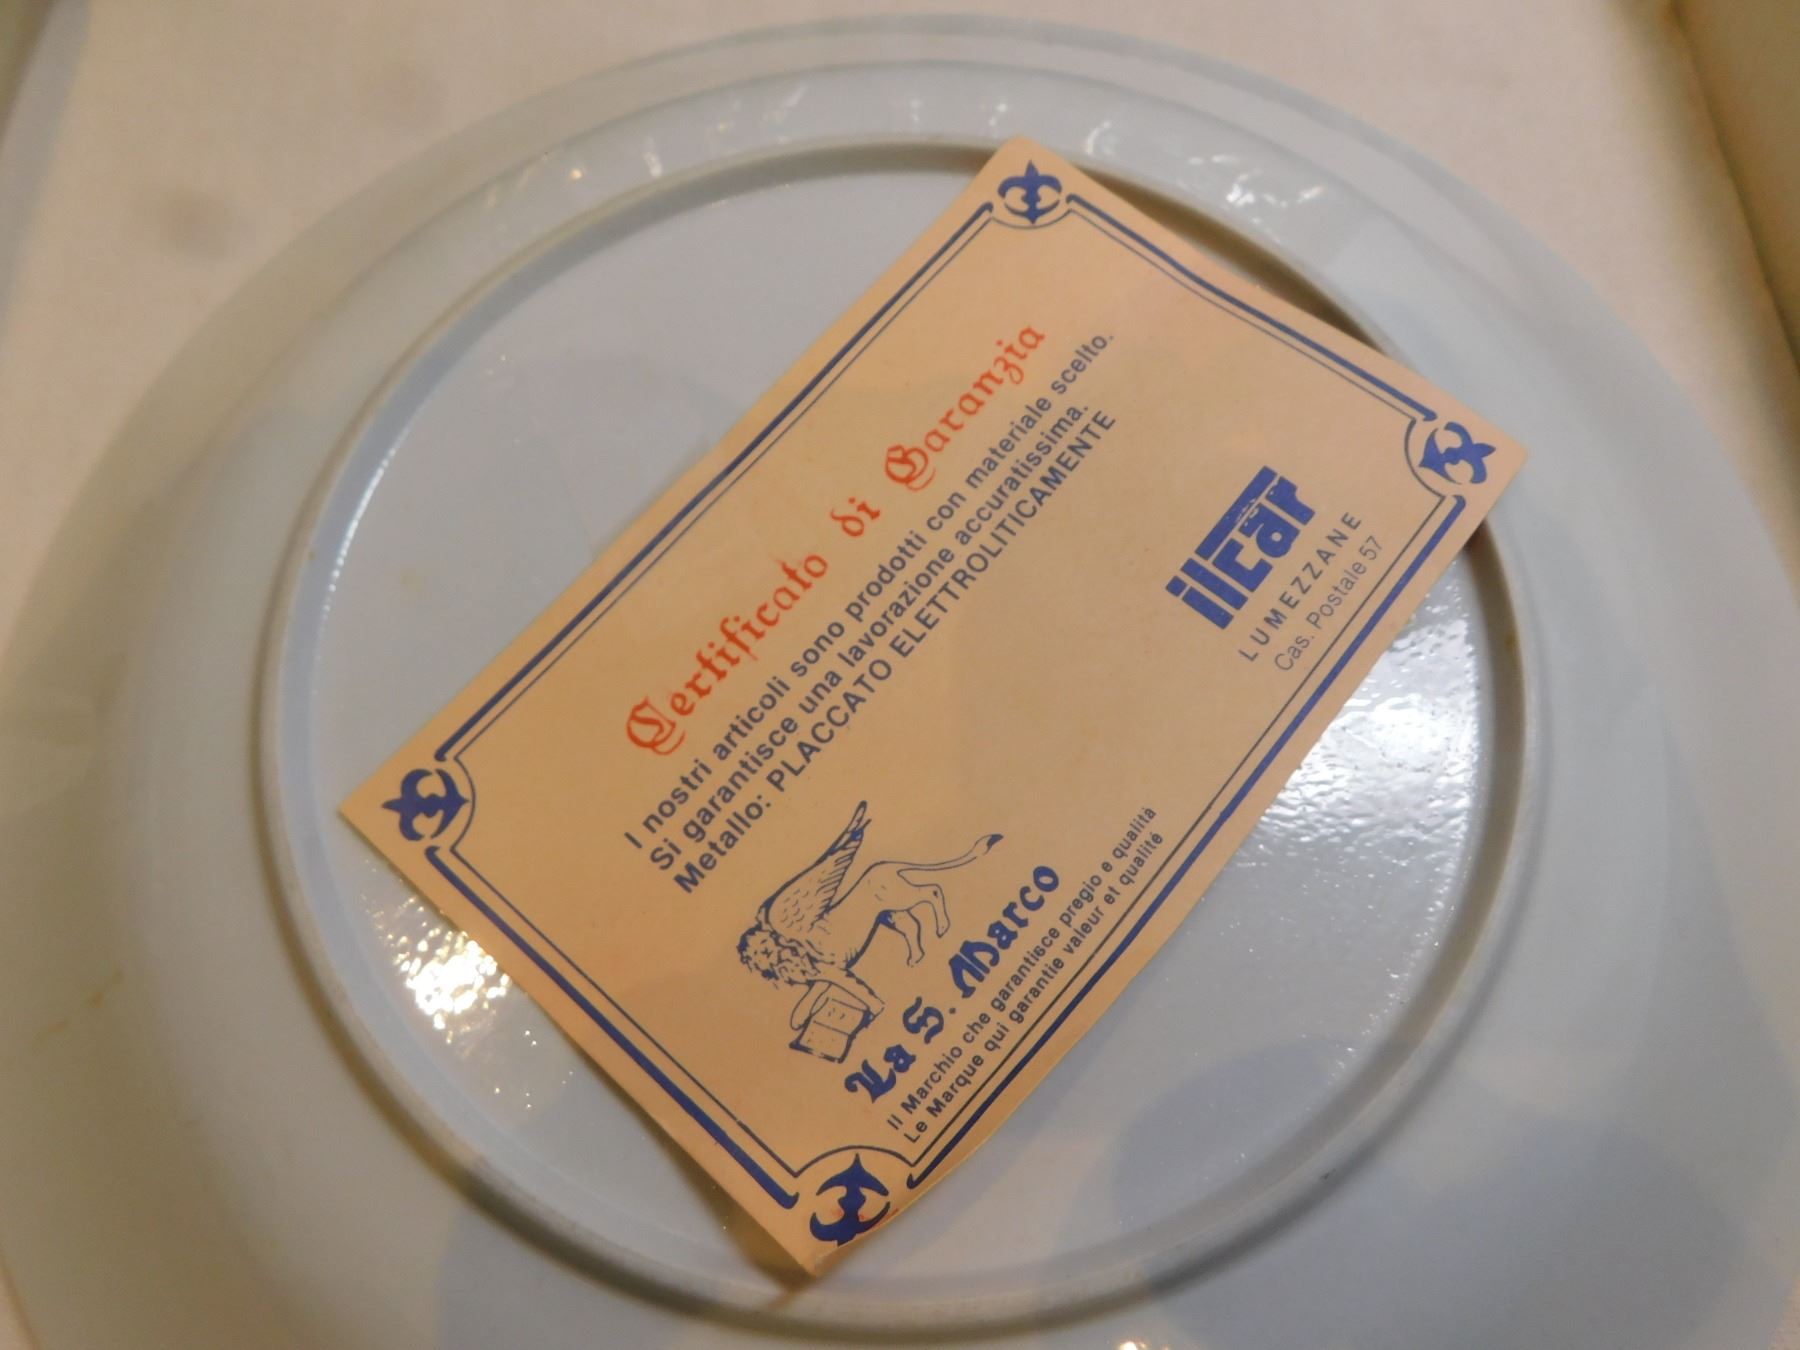 Certificato di Garanzia
I nostri articoli sono prodotti con materiale scelto.
Si garantisce una lavorazione accuratissima.
Metallo: PLACCATO ELETTROLITICAMENTE
La S. Marco
Il Marchio che garantisce pregio e qualità
Le Marque qui garantie valeur et qualité
ilcar
LUMEZZANE
Cas. Postale 57